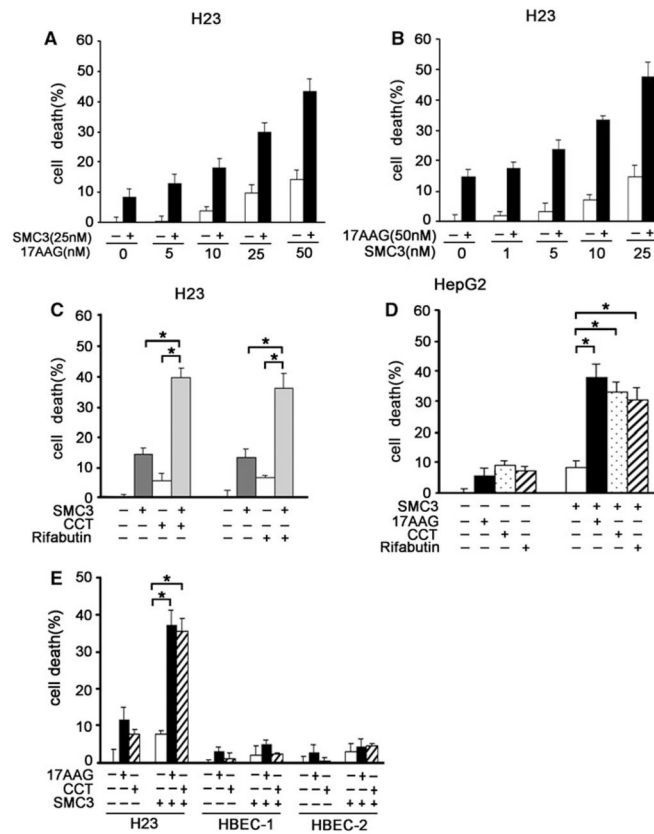 H23
A
cell death(%)
60
50
40
30
20
10
0
SMC3(25nM) − + − + − + − + − +
17AAG(nM) 0 5 10 25 50
H23
B
cell death(%)
60
50
40
30
20
10
0
17AAG(50nM) − + − + − + − + − +
SMC3(nM) 0 1 5 10 25
H23
C
cell death(%)
60
50
40
30
20
10
0
* * * *
SMC3 − + − + − + − +
CCT − − + +
Rifabutin − − + +
HepG2
D
cell death(%)
60
50
40
30
20
10
0
* * *
SMC3 − − − − + + + +
17AAG − + − − − + − −
CCT − − + − − − + −
Rifabutin − − − + − − − +
E
cell death(%)
50
40
30
20
10
0
* *
17AAG − + − − + − − + − − + − − + − − + −
CCT − − + − − + − − + − − + − − + − − +
SMC3 − − − + + + − − − + + + − − − + + +
H23 HBEC-1 HBEC-2